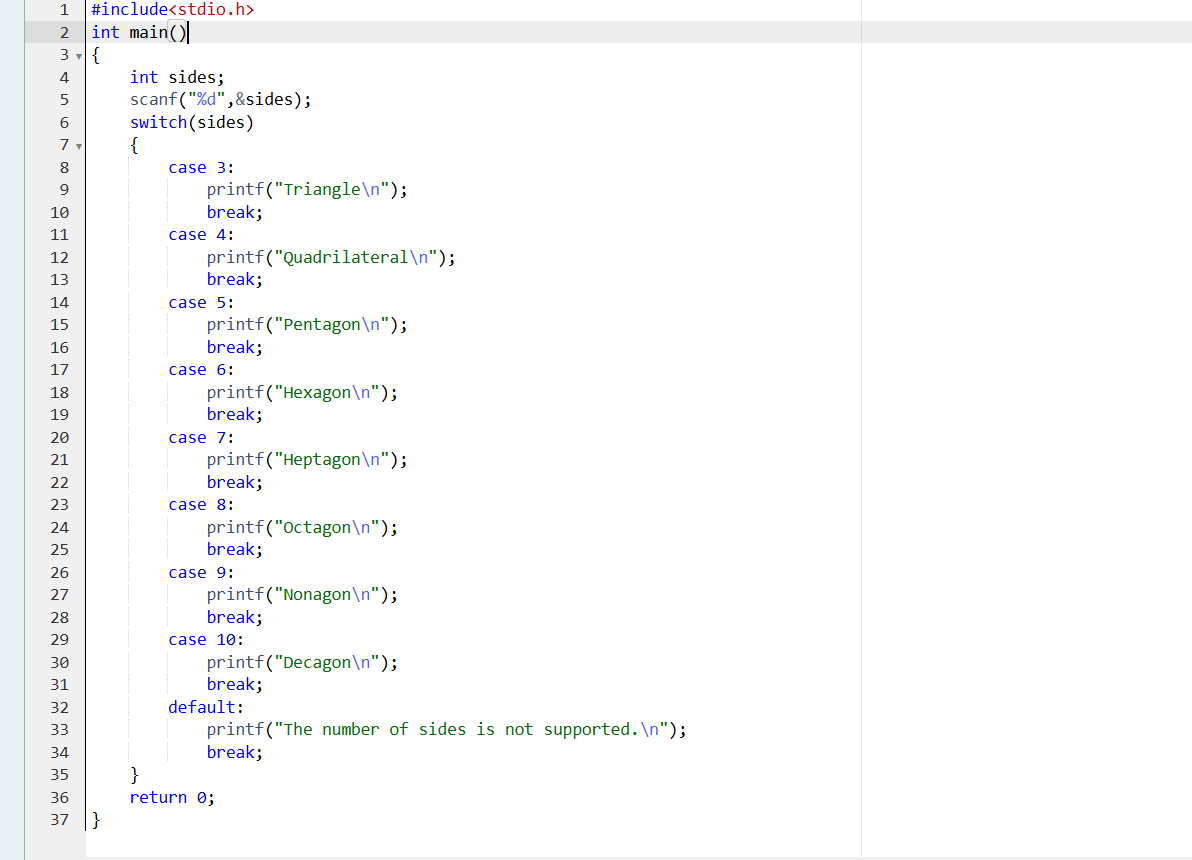 1 #include<stdio.h>
2 int main()
3 {
4     int sides;
5     scanf("%d",&sides);
6     switch(sides)
7     {
8         case 3:
9             printf("Triangle\n");
10             break;
11         case 4:
12             printf("Quadrilateral\n");
13             break;
14         case 5:
15             printf("Pentagon\n");
16             break;
17         case 6:
18             printf("Hexagon\n");
19             break;
20         case 7:
21             printf("Heptagon\n");
22             break;
23         case 8:
24             printf("Octagon\n");
25             break;
26         case 9:
27             printf("Nonagon\n");
28             break;
29         case 10:
30             printf("Decagon\n");
31             break;
32         default:
33             printf("The number of sides is not supported.\n");
34             break;
35     }
36     return 0;
37 }